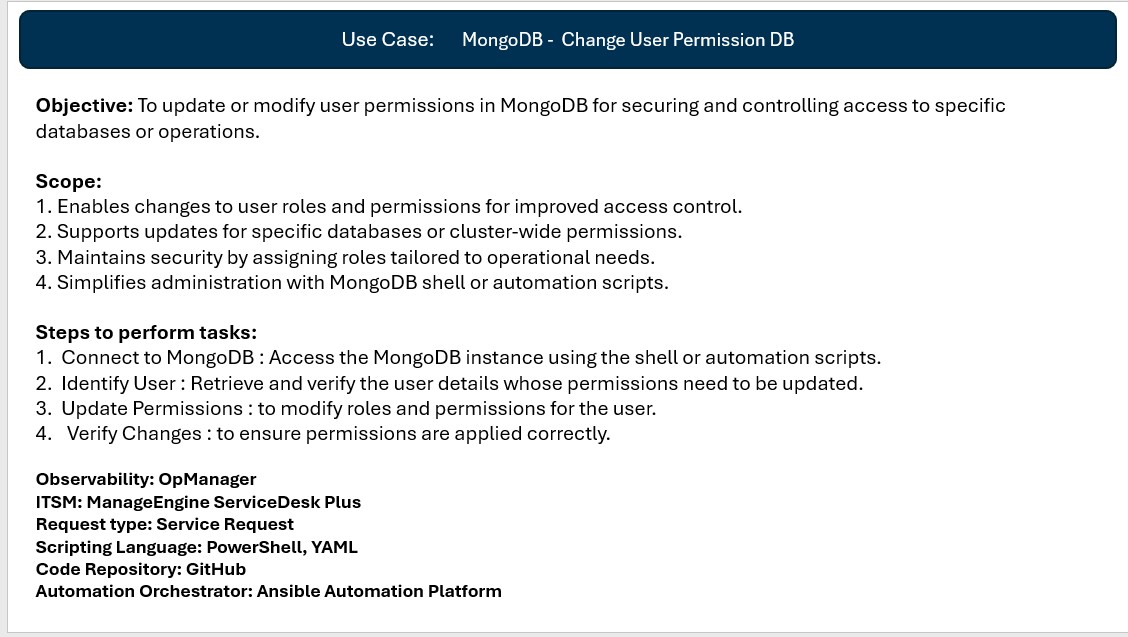 Use Case: MongoDB - Change User Permission DB
Objective: To update or modify user permissions in MongoDB for securing and controlling access to specific
databases or operations.
Scope:
1. Enables changes to user roles and permissions for improved access control.
2. Supports updates for specific databases or cluster-wide permissions.
3. Maintains security by assigning roles tailored to operational needs.
4. Simplifies administration with MongoDB shell or automation scripts.
Steps to perform tasks:
1. Connect to MongoDB : Access the MongoDB instance using the shell or automation scripts.
2. Identify User : Retrieve and verify the user details whose permissions need to be updated.
3. Update Permissions : to modify roles and permissions for the user.
4. Verify Changes : to ensure permissions are applied correctly.
Observability: OpManager
ITSM: ManageEngine ServiceDesk Plus
Request type: Service Request
Scripting Language: PowerShell, YAML
Code Repository: GitHub
Automation Orchestrator: Ansible Automation Platform